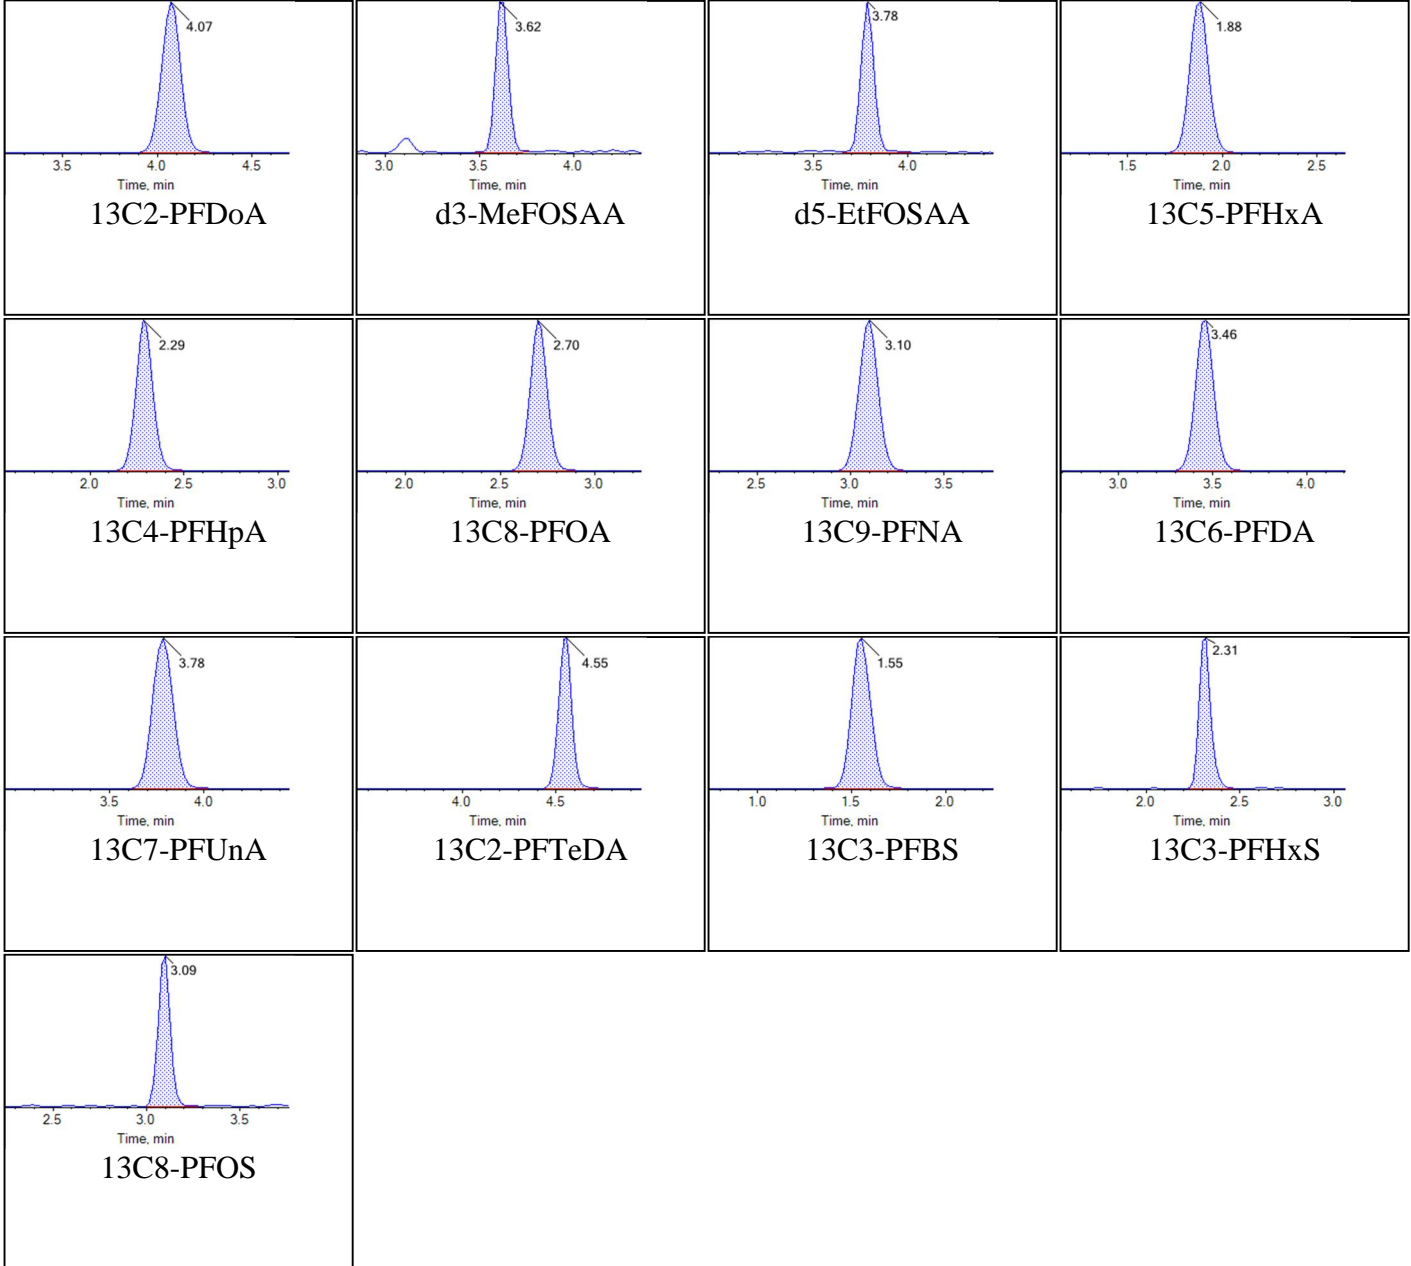 4.07
3.5 4.0 4.5
Time, min
13C2-PFDoA
3.62
3.0 3.5 4.0
Time, min
d3-MeFOSAA
3.78
3.5 4.0
Time, min
d5-EtFOSAA
1.88
1.5 2.0 2.5
Time, min
13C5-PFHxA
2.29
2.0 2.5 3.0
Time, min
13C4-PFHpA
2.70
2.0 2.5 3.0
Time, min
13C8-PFOA
3.10
2.5 3.0 3.5
Time, min
13C9-PFNA
3.46
3.0 3.5 4.0
Time, min
13C6-PFDA
3.78
3.5 4.0
Time, min
13C7-PFUnA
4.55
4.0 4.5
Time, min
13C2-PFTeDA
1.55
1.0 1.5 2.0
Time, min
13C3-PFBS
2.31
2.0 2.5 3.0
Time, min
13C3-PFHxS
3.09
2.5 3.0 3.5
Time, min
13C8-PFOS